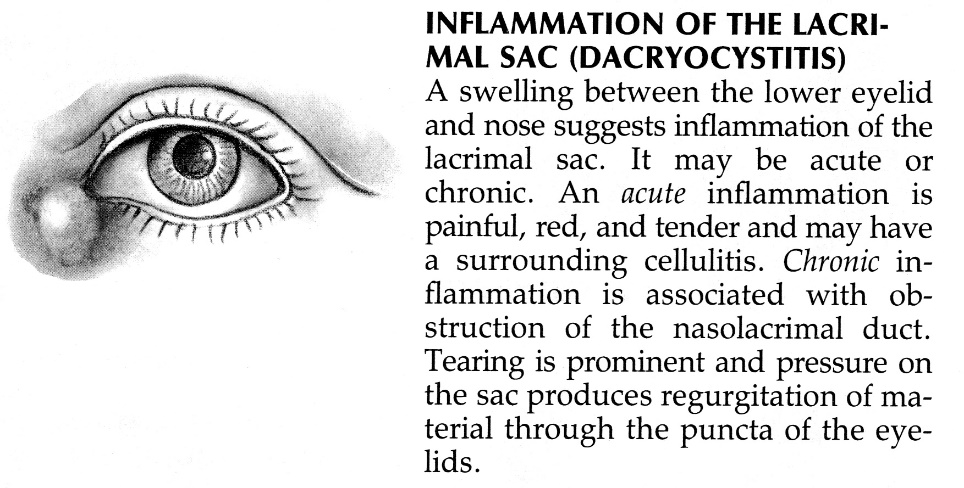 INFLAMMATION OF THE LACRI-
MAL SAC (DACRYOCYSTITIS)
A swelling between the lower eyelid
and nose suggests inflammation of the
lacrimal sac. It may be acute or
chronic. An acute inflammation is
painful, red, and tender and may have
a surrounding cellulitis. Chronic in-
flammation is associated with ob-
struction of the nasolacrimal duct.
Tearing is prominent and pressure on
the sac produces regurgitation of ma-
terial through the puncta of the eye-
lids.